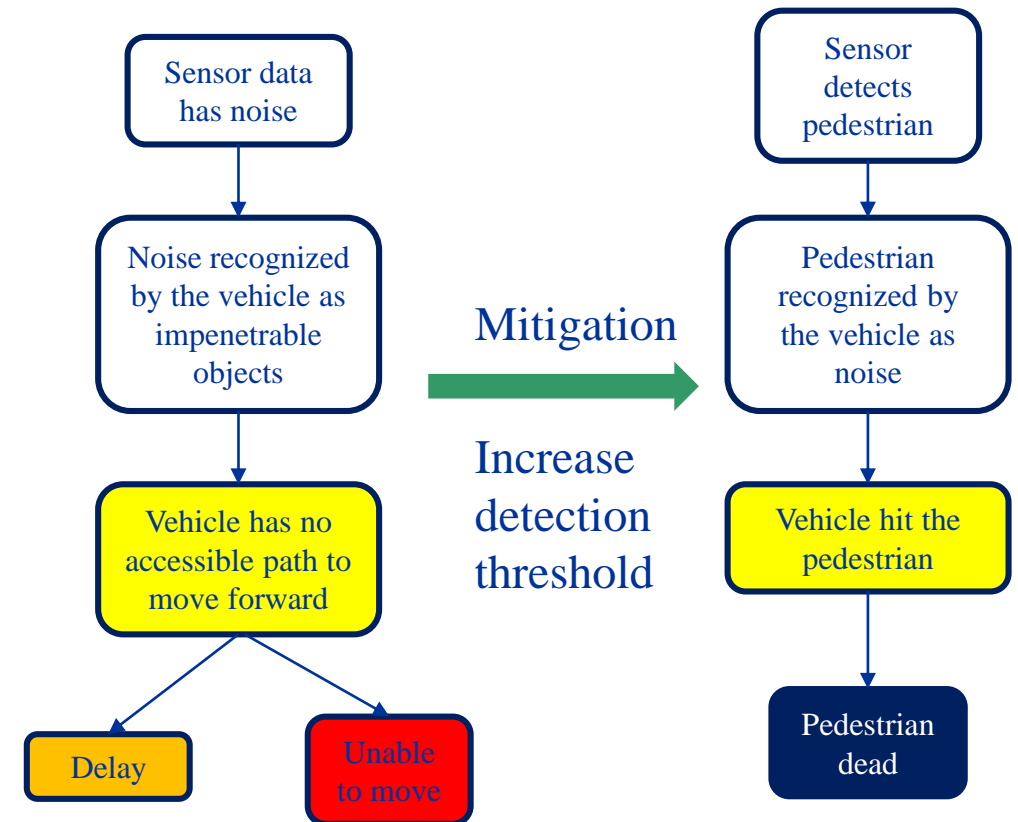 Sensor data
has noise
Noise recognized
by the vehicle as
impenetrable
objects
Vehicle has no
accessible path to
move forward
Delay
Unable
to move
Mitigation
Increase
detection
threshold
Sensor
detects
pedestrian
Pedestrian
recognized by
the vehicle as
noise
Vehicle hit the
pedestrian
Pedestrian
dead